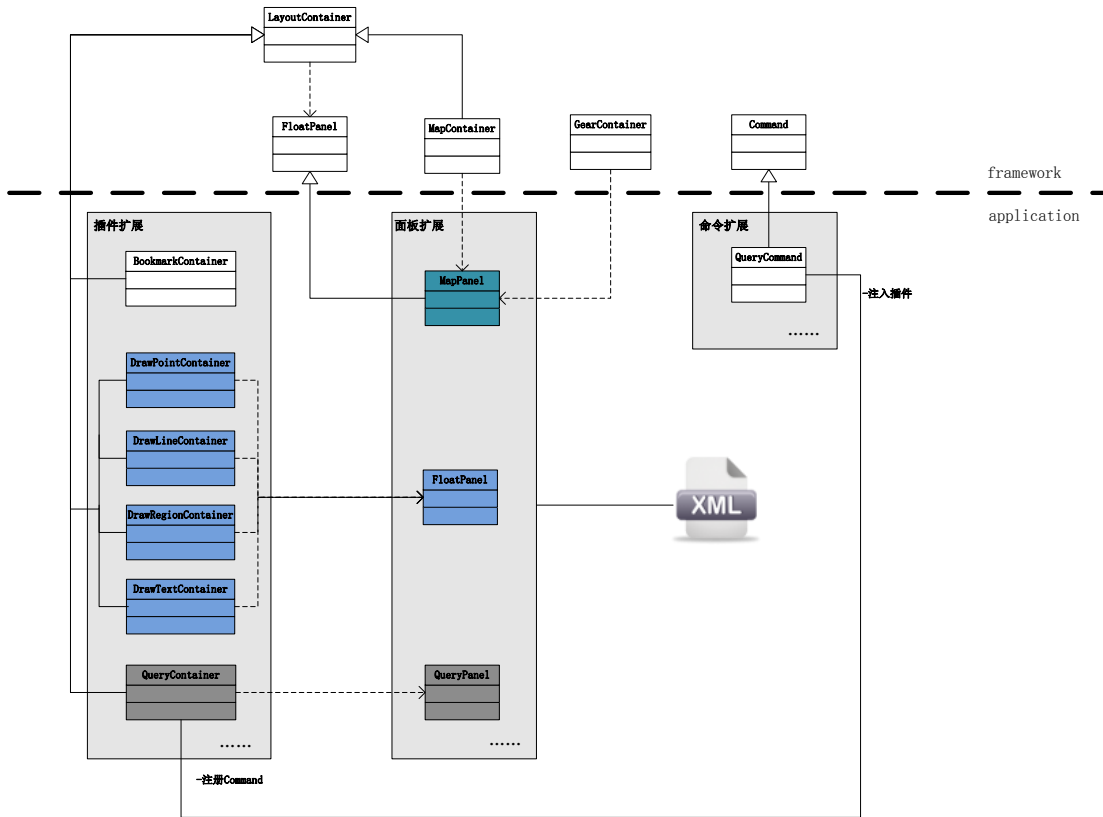 LayoutContainer
FloatPanel
MapContainer
GearContainer
Command
framework
application
插件扩展
面板扩展
命令扩展
BookmarkContainer
QueryCommand
MapPanel
-注入插件
……
DrawPointContainer
DrawLineContainer
FloatPanel
XML
DrawRegionContainer
DrawTextContainer
QueryContainer
QueryPanel
……
……
-注册Command